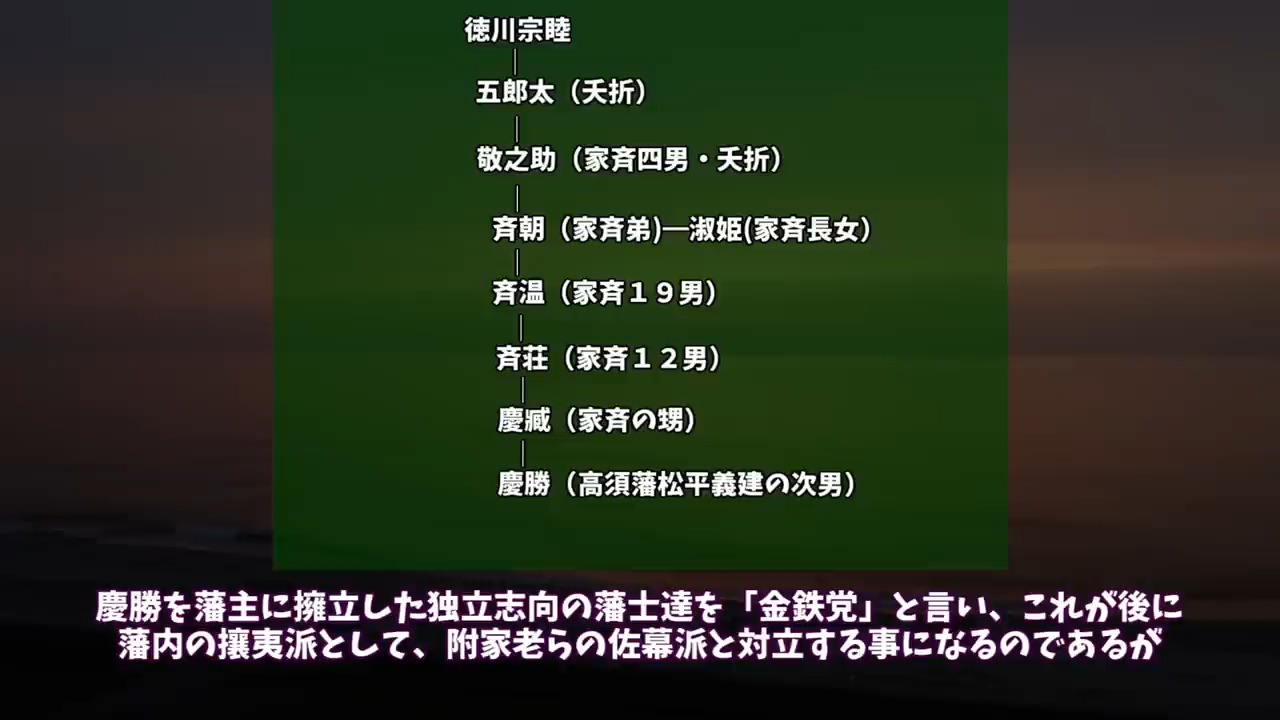 徳川宗睦
五郎太（夭折）
敬之助（家斉四男・夭折）
斉朝（家斉弟)―淑姫(家斉長女）
斉温（家斉１９男）
斉荘（家斉１２男）
慶臧（家斉の甥）
慶勝（高須藩松平義建の次男）
慶勝を藩主に擁立した独立志向の藩士達を「金鉄党」と言い、これが後に
藩内の攘夷派として、附家老らの佐幕派と対立する事になるのであるが